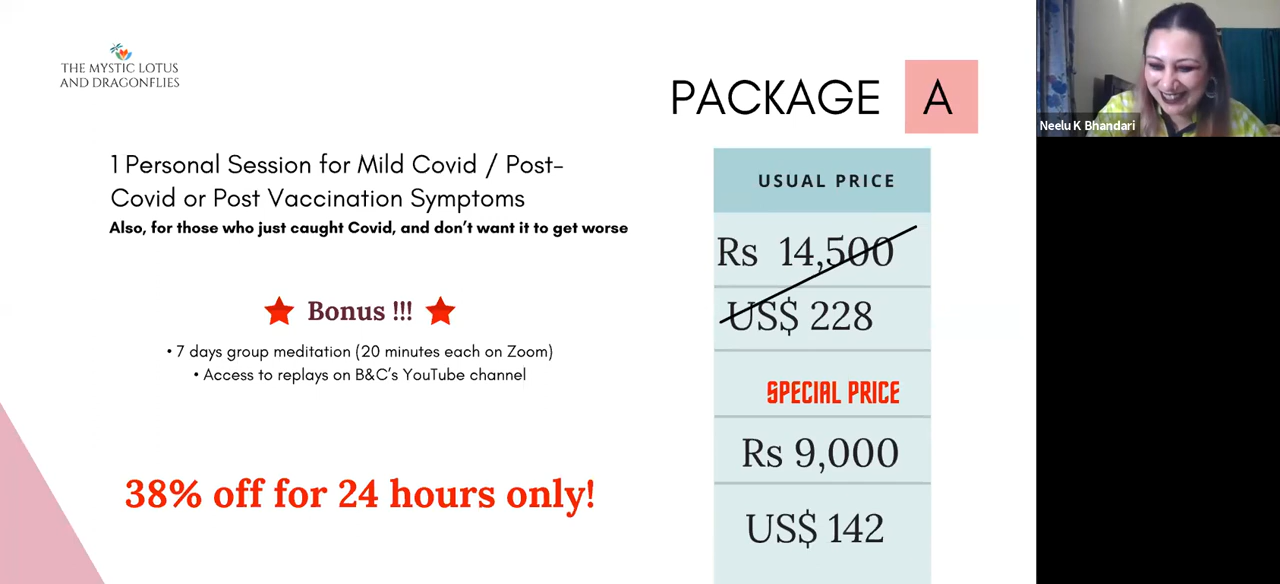 THE MYSTIC LOTUS
AND DRAGONFLIES
PACKAGE A
1 Personal Session for Mild Covid / Post-
Covid or Post Vaccination Symptoms
Also, for those who just caught Covid, and don't want it to get worse
Bonus !!!
• 7 days group meditation (20 minutes each on Zoom)
• Access to replays on B&C's YouTube channel
38% off for 24 hours only!
USUAL PRICE
Rs 14,500
US$ 228
SPECIAL PRICE
Rs 9,000
US$ 142
Neelu K Bhandari